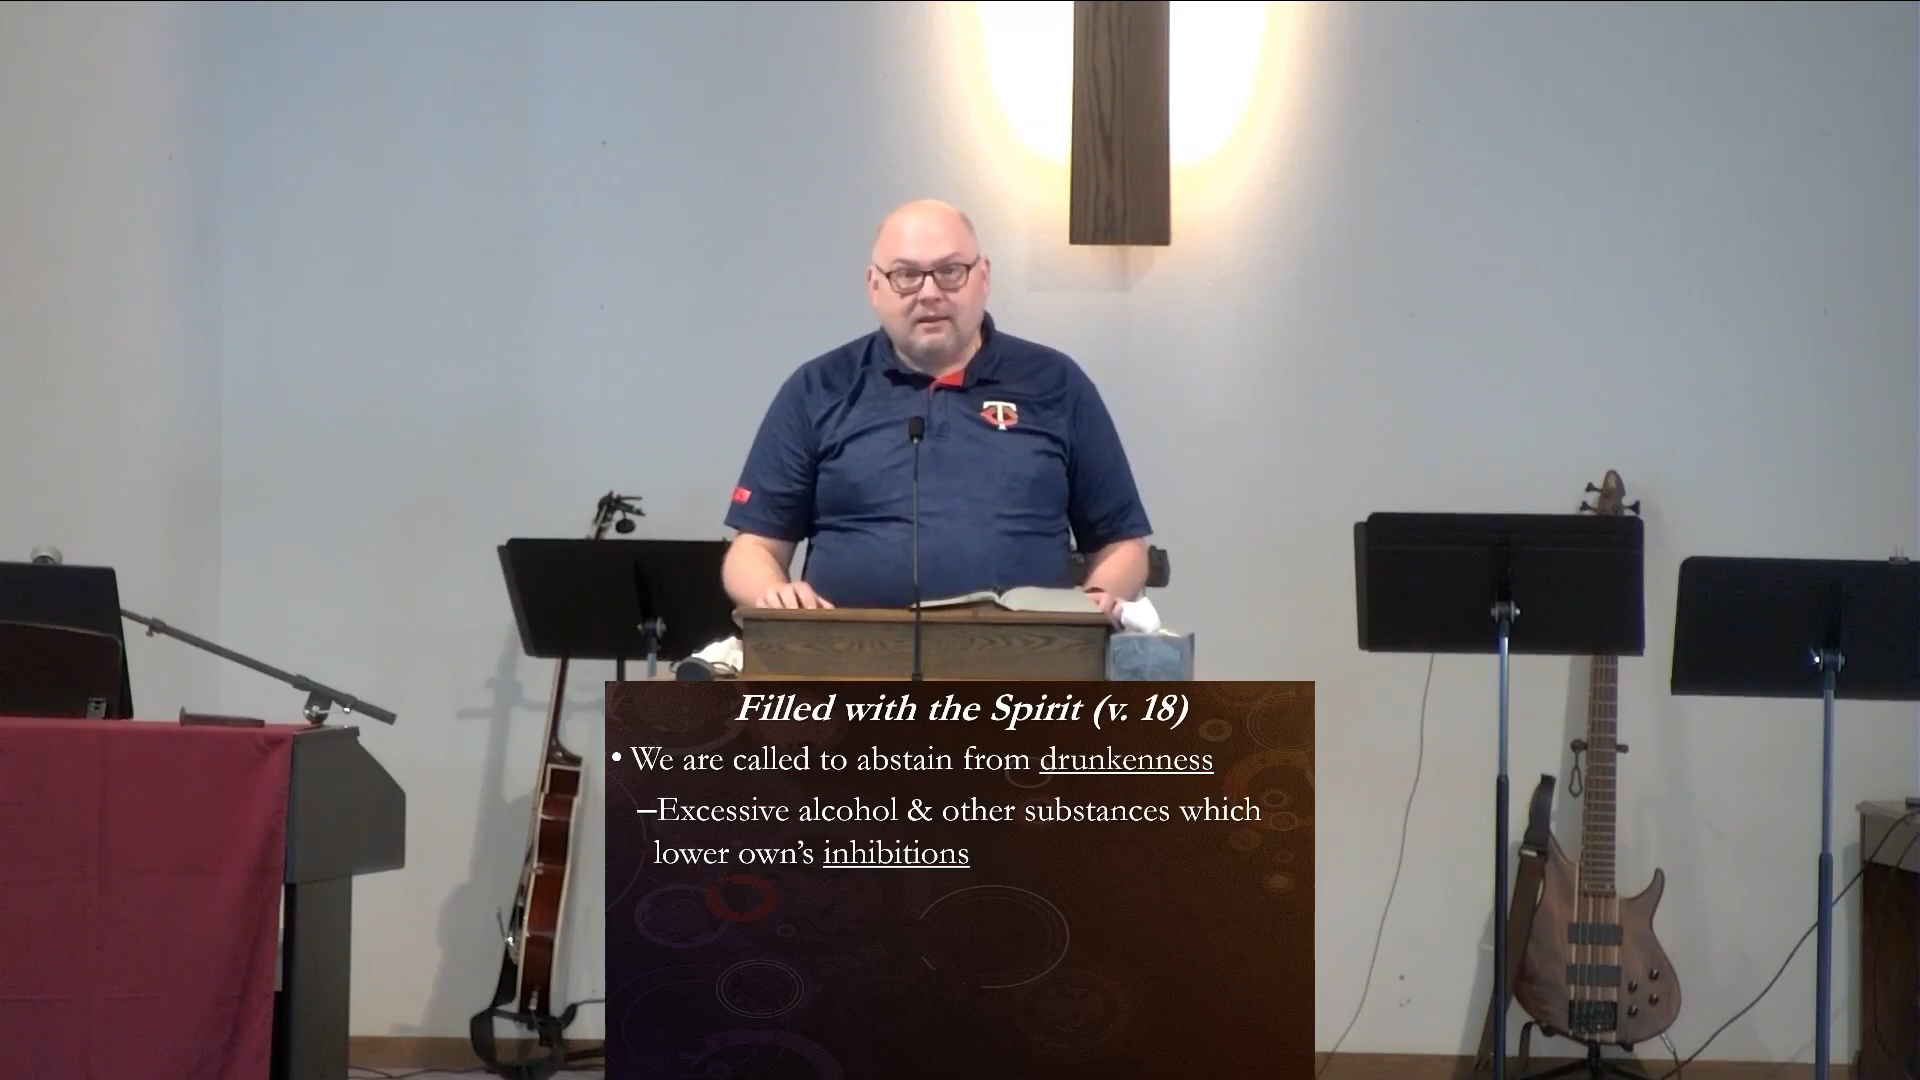 TC
Filled with the Spirit (v. 18)
• We are called to abstain from drunkenness
–Excessive alcohol & other substances which
lower own's inhibitions